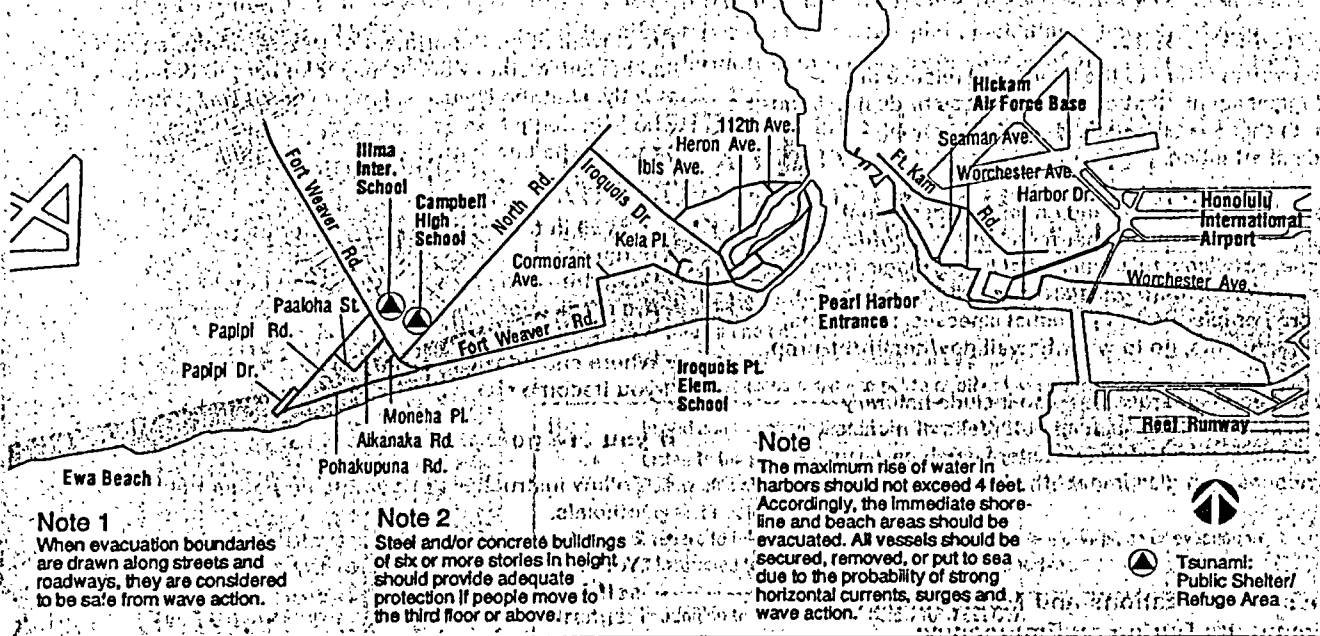 Hickam
Air Force Base
112th Ave.
Heron Ave.
Ibis Ave.
Seaman Ave.
Ft. Kam
Rd.
Worchester Ave.
Harbor Dr.
Honolulu
International
Airport
Fort Weaver Rd.
Ilima
Inter.
School
Campbell
High
School
North Rd.
Iroquois Dr.
Kela Pl.
Cormorant
Ave.
Worchester Ave.
Pearl Harbor
Entrance
Paaloha St.
Papipi Rd.
Papipi Dr.
Fort Weaver Rd.
Iroquois Pt.
Elem.
School
Moneha Pl.
Aikanaka Rd.
Pohakupuna Rd.
Reef Runway
Ewa Beach
Note 1
When evacuation boundaries
are drawn along streets and
roadways, they are considered
to be safe from wave action.
Note 2
Steel and/or concrete buildings
of six or more stories in height
should provide adequate
protection if people move to
the third floor or above.
Note
The maximum rise of water in
harbors should not exceed 4 feet.
Accordingly, the immediate shore-
line and beach areas should be
evacuated. All vessels should be
secured, removed, or put to sea
due to the probability of strong
horizontal currents, surges and
wave action.
Tsunami:
Public Shelter/
Refuge Area